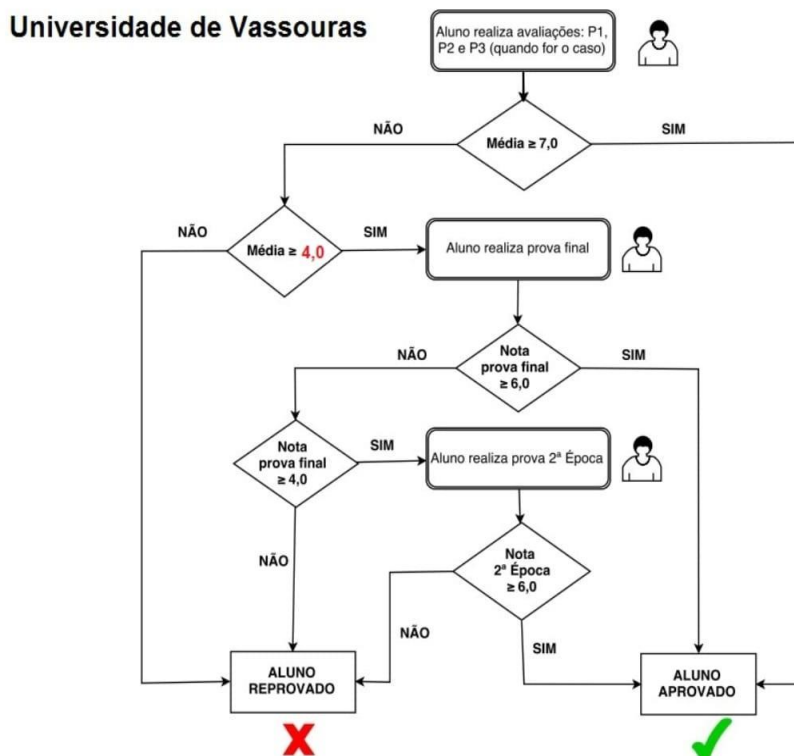 Universidade de Vassouras
Aluno realiza avaliações: P1,
P2 e P3 (quando for o caso)
NÃO
SIM
Média ≥ 7,0
NÃO
SIM
Média ≥ 4,0
Aluno realiza prova final
NÃO
Nota
prova final
≥ 6,0
SIM
Nota
prova final
≥ 4,0
SIM
Aluno realiza prova 2ª Época
NÃO
Nota
2ª Época
≥ 6,0
NÃO
SIM
ALUNO
REPROVADO
ALUNO
APROVADO